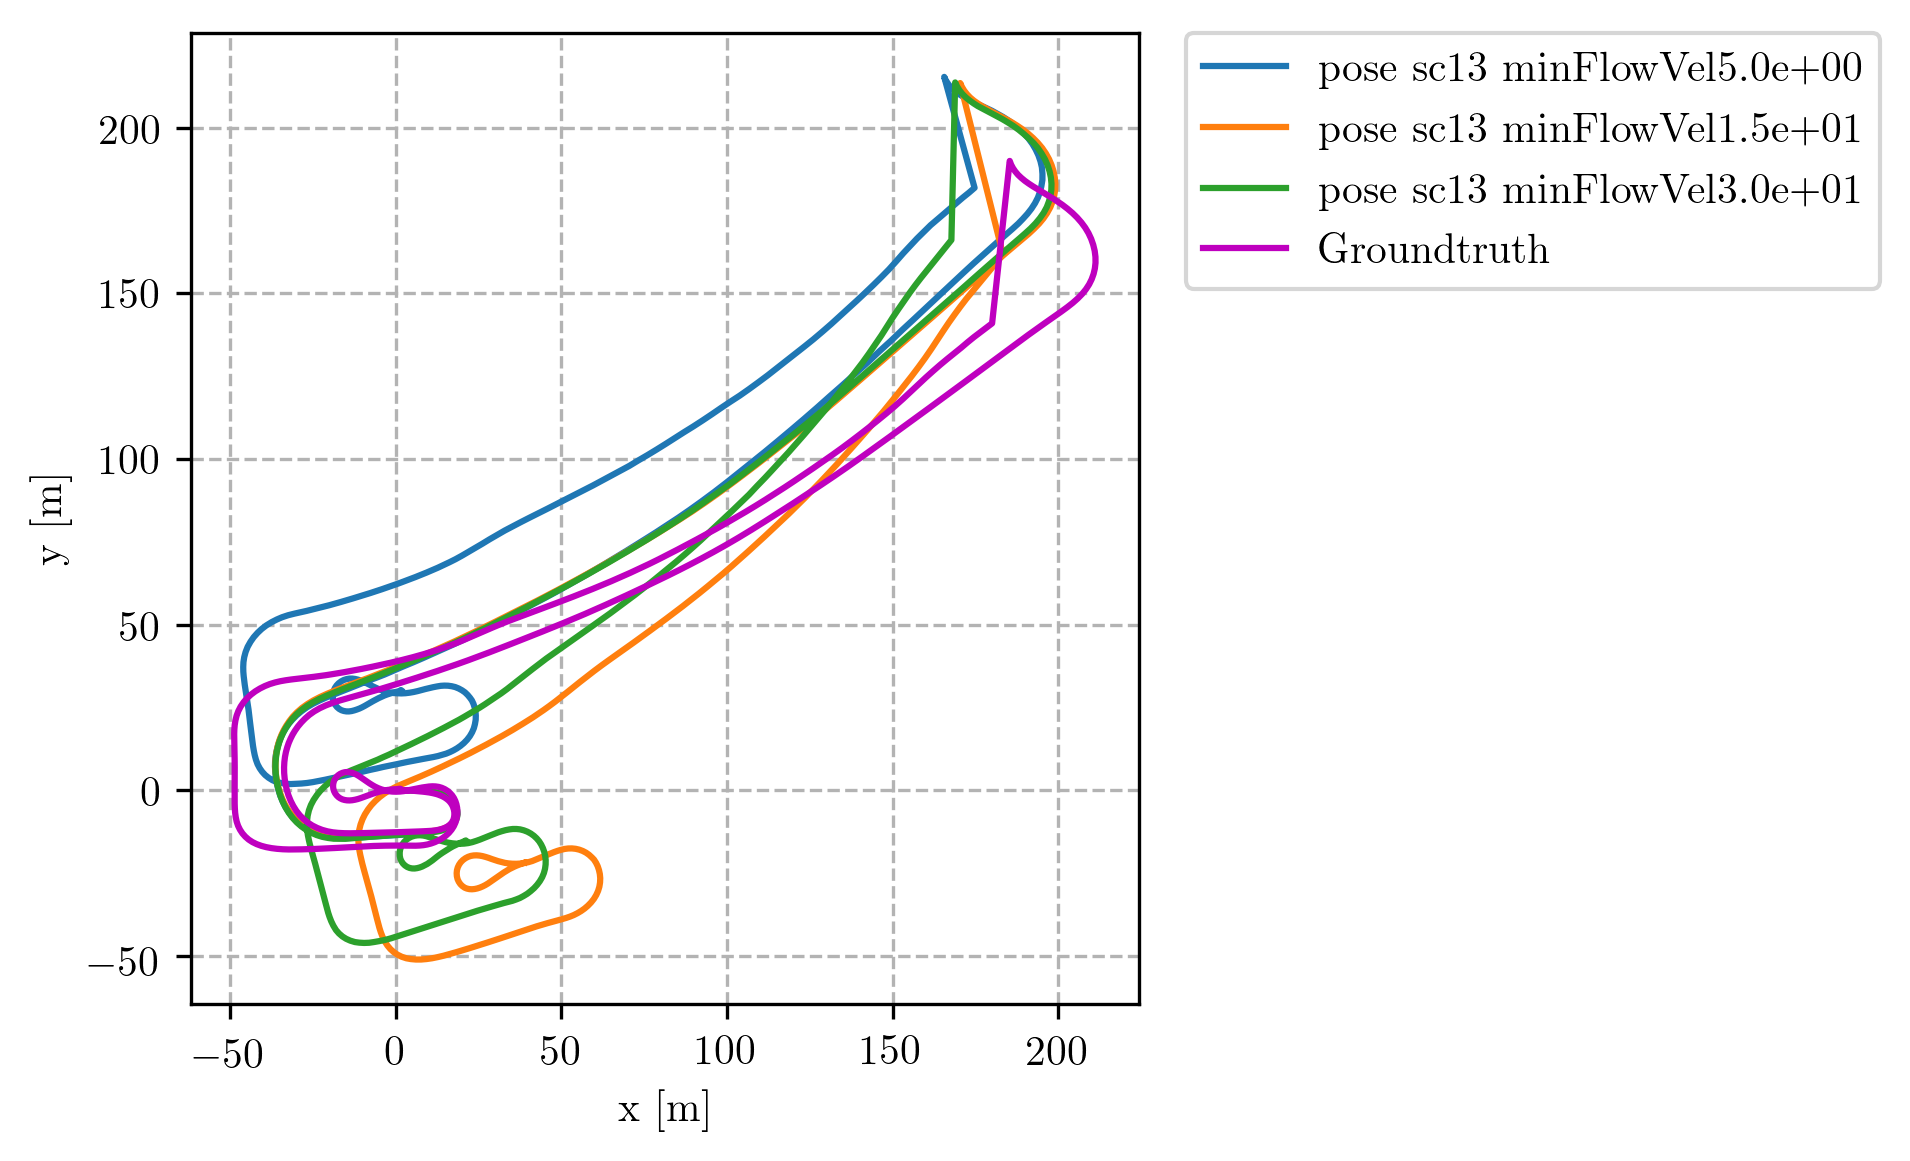 pose sc13 minFlowVel5.0e+00
pose sc13 minFlowVel1.5e+01
pose sc13 minFlowVel3.0e+01
Groundtruth
y [m]
200
150
100
50
0
−50
−50 0 50 100 150 200
x [m]